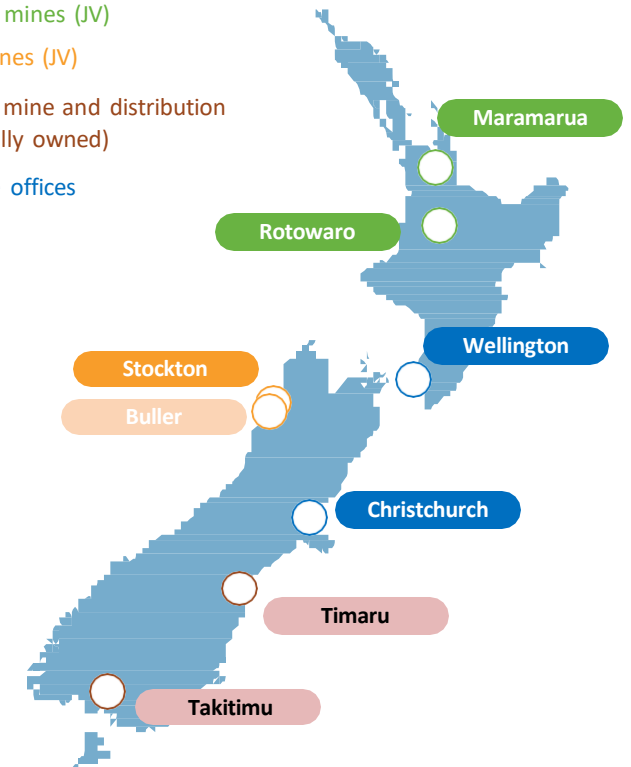 mines (JV)
nes (JV)
mine and distribution
lly owned)
offices
Maramarua
Rotowaro
Wellington
Stockton
Buller
Christchurch
Timaru
Takitimu